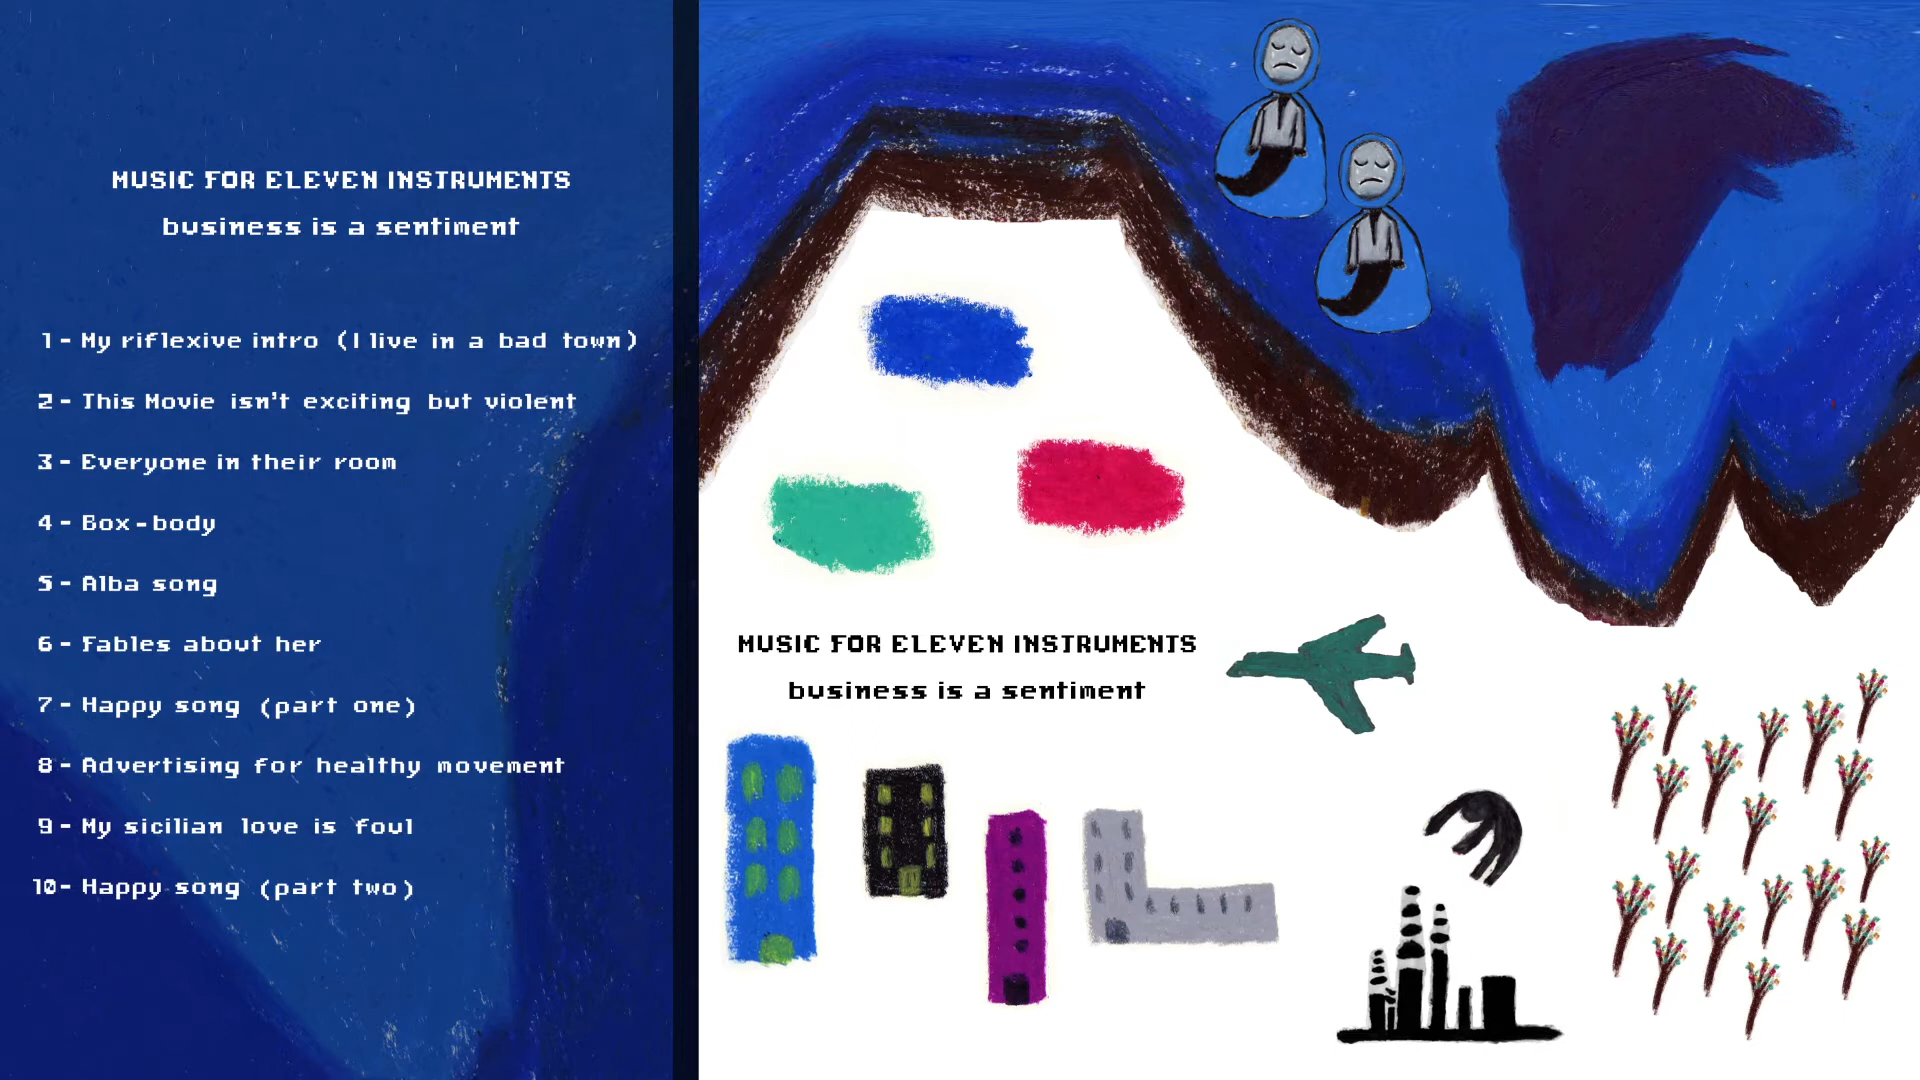 MUSIC FOR ELEVEN INSTRUMENTS
business is a sentiment
1 - My riflexive intro (I live in a bad town)
2 - This Movie isn't exciting but violent
3 - Everyone in their room
4 - Box-body
5 - Alba song
6 - Fables about her
7 - Happy song (part one)
8 - Advertising for healthy movement
9 - My sicilian love is foul
10 - Happy song (part two)
MUSIC FOR ELEVEN INSTRUMENTS
business is a sentiment